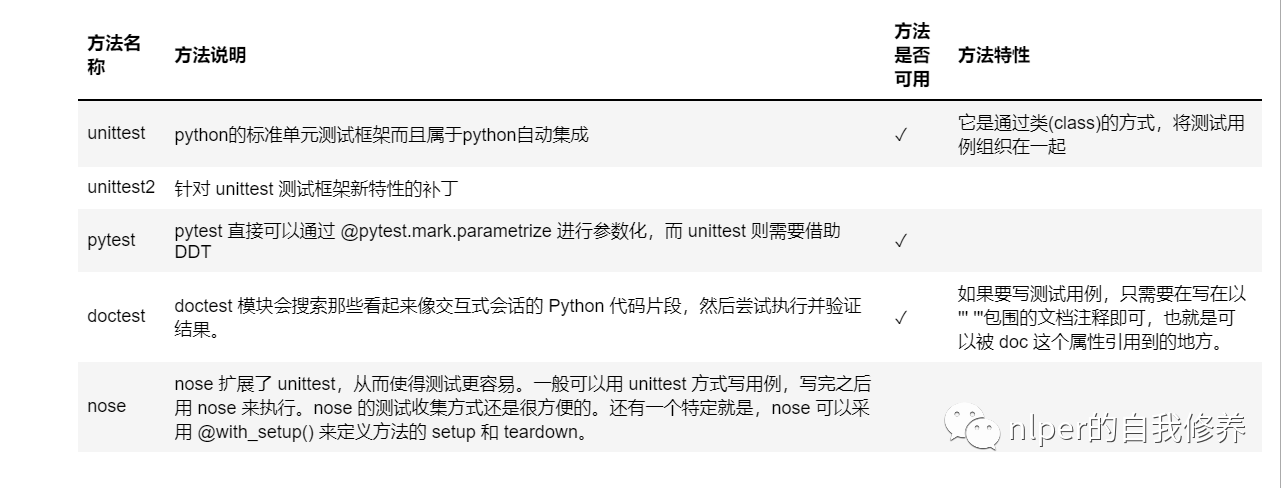 方法名
称
方法说明
方法
是否
可用
方法特性
unittest
python的标准单元测试框架而且属于python自动集成
✓
它是通过类(class)的方式，将测试用
例组织在一起
unittest2
针对 unittest 测试框架新特性的补丁
pytest
pytest 直接可以通过 @pytest.mark.parametrize 进行参数化，而 unittest 则需要借助
DDT
✓
doctest
doctest 模块会搜索那些看起来像交互式会话的 Python 代码片段，然后尝试执行并验证
结果。
✓
如果要写测试用例，只需要在写在以
''' '''包围的文档注释即可，也就是可
以被 doc 这个属性引用到的地方。
nose
nose 扩展了 unittest，从而使得测试更容易。一般可以用 unittest 方式写用例，写完之后
用 nose 来执行。nose 的测试收集方式还是很方便的。还有一个特定就是，nose 可以采
用 @with_setup() 来定义方法的 setup 和 teardown。
nlper的自我修养